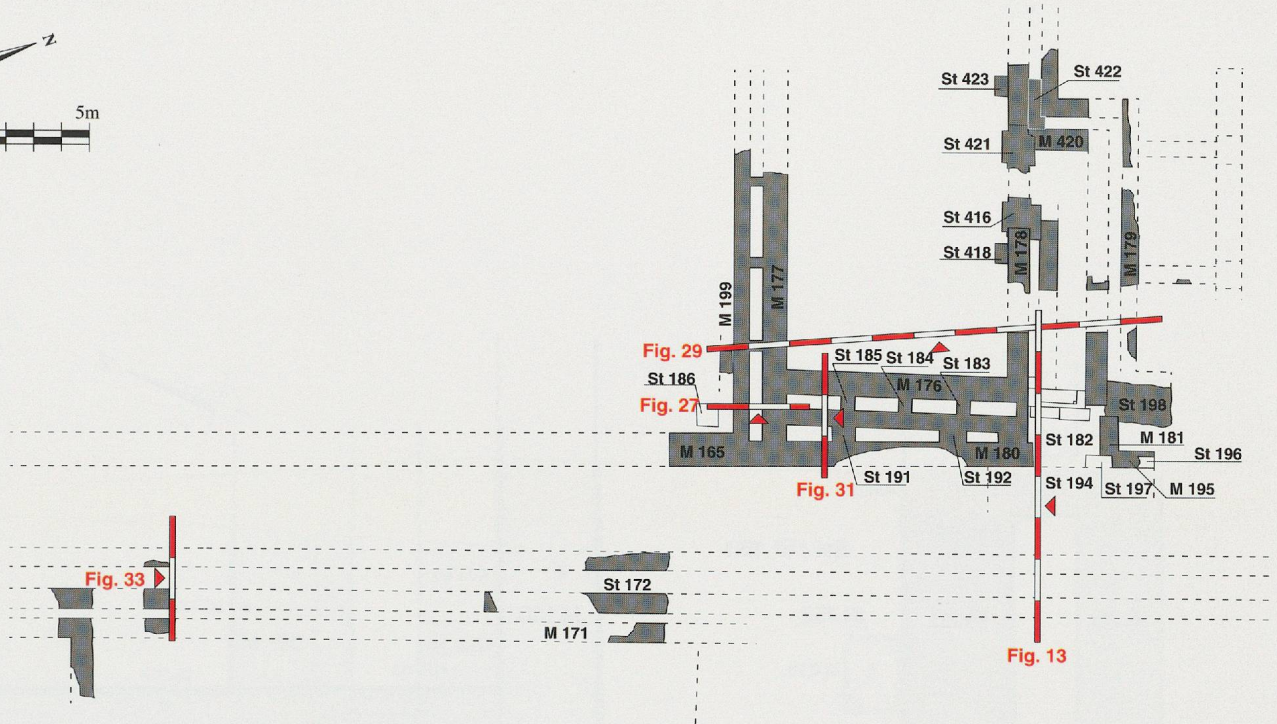 N
5m
St 423
St 422
St 421
M 420
St 416
M 178
St 418
M 179
M 199
M 177
Fig. 29
St 185
St 184
St 183
St 186
M 176
Fig. 27
St 198
M 165
M 180
St 182
M 181
St 196
Fig. 31
St 191
St 192
St 194
St 197
M 195
Fig. 33
St 172
M 171
Fig. 13